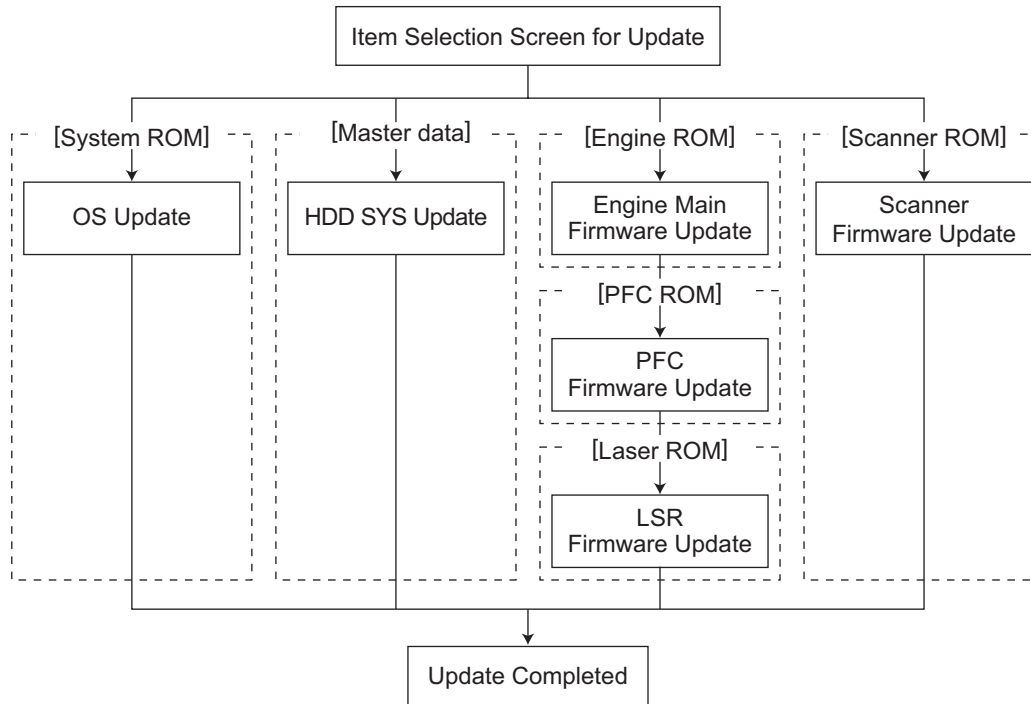 Item Selection Screen for Update
[System ROM]
[Master data]
[Engine ROM]
[Scanner ROM]
OS Update
HDD SYS Update
Engine Main
Firmware Update
Scanner
Firmware Update
[PFC ROM]
PFC
Firmware Update
[Laser ROM]
LSR
Firmware Update
Update Completed